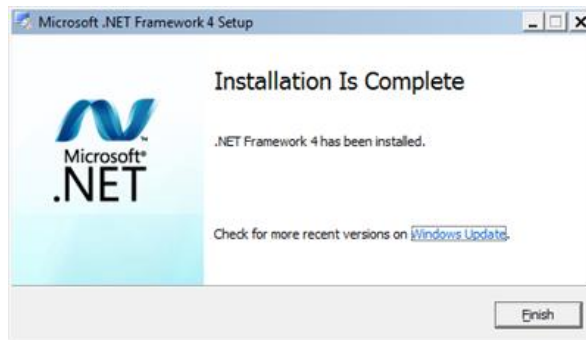 Microsoft .NET Framework 4 Setup
Installation Is Complete
.NET Framework 4 has been installed.
Microsoft®
.NET
Check for more recent versions on Windows Update.
Finish